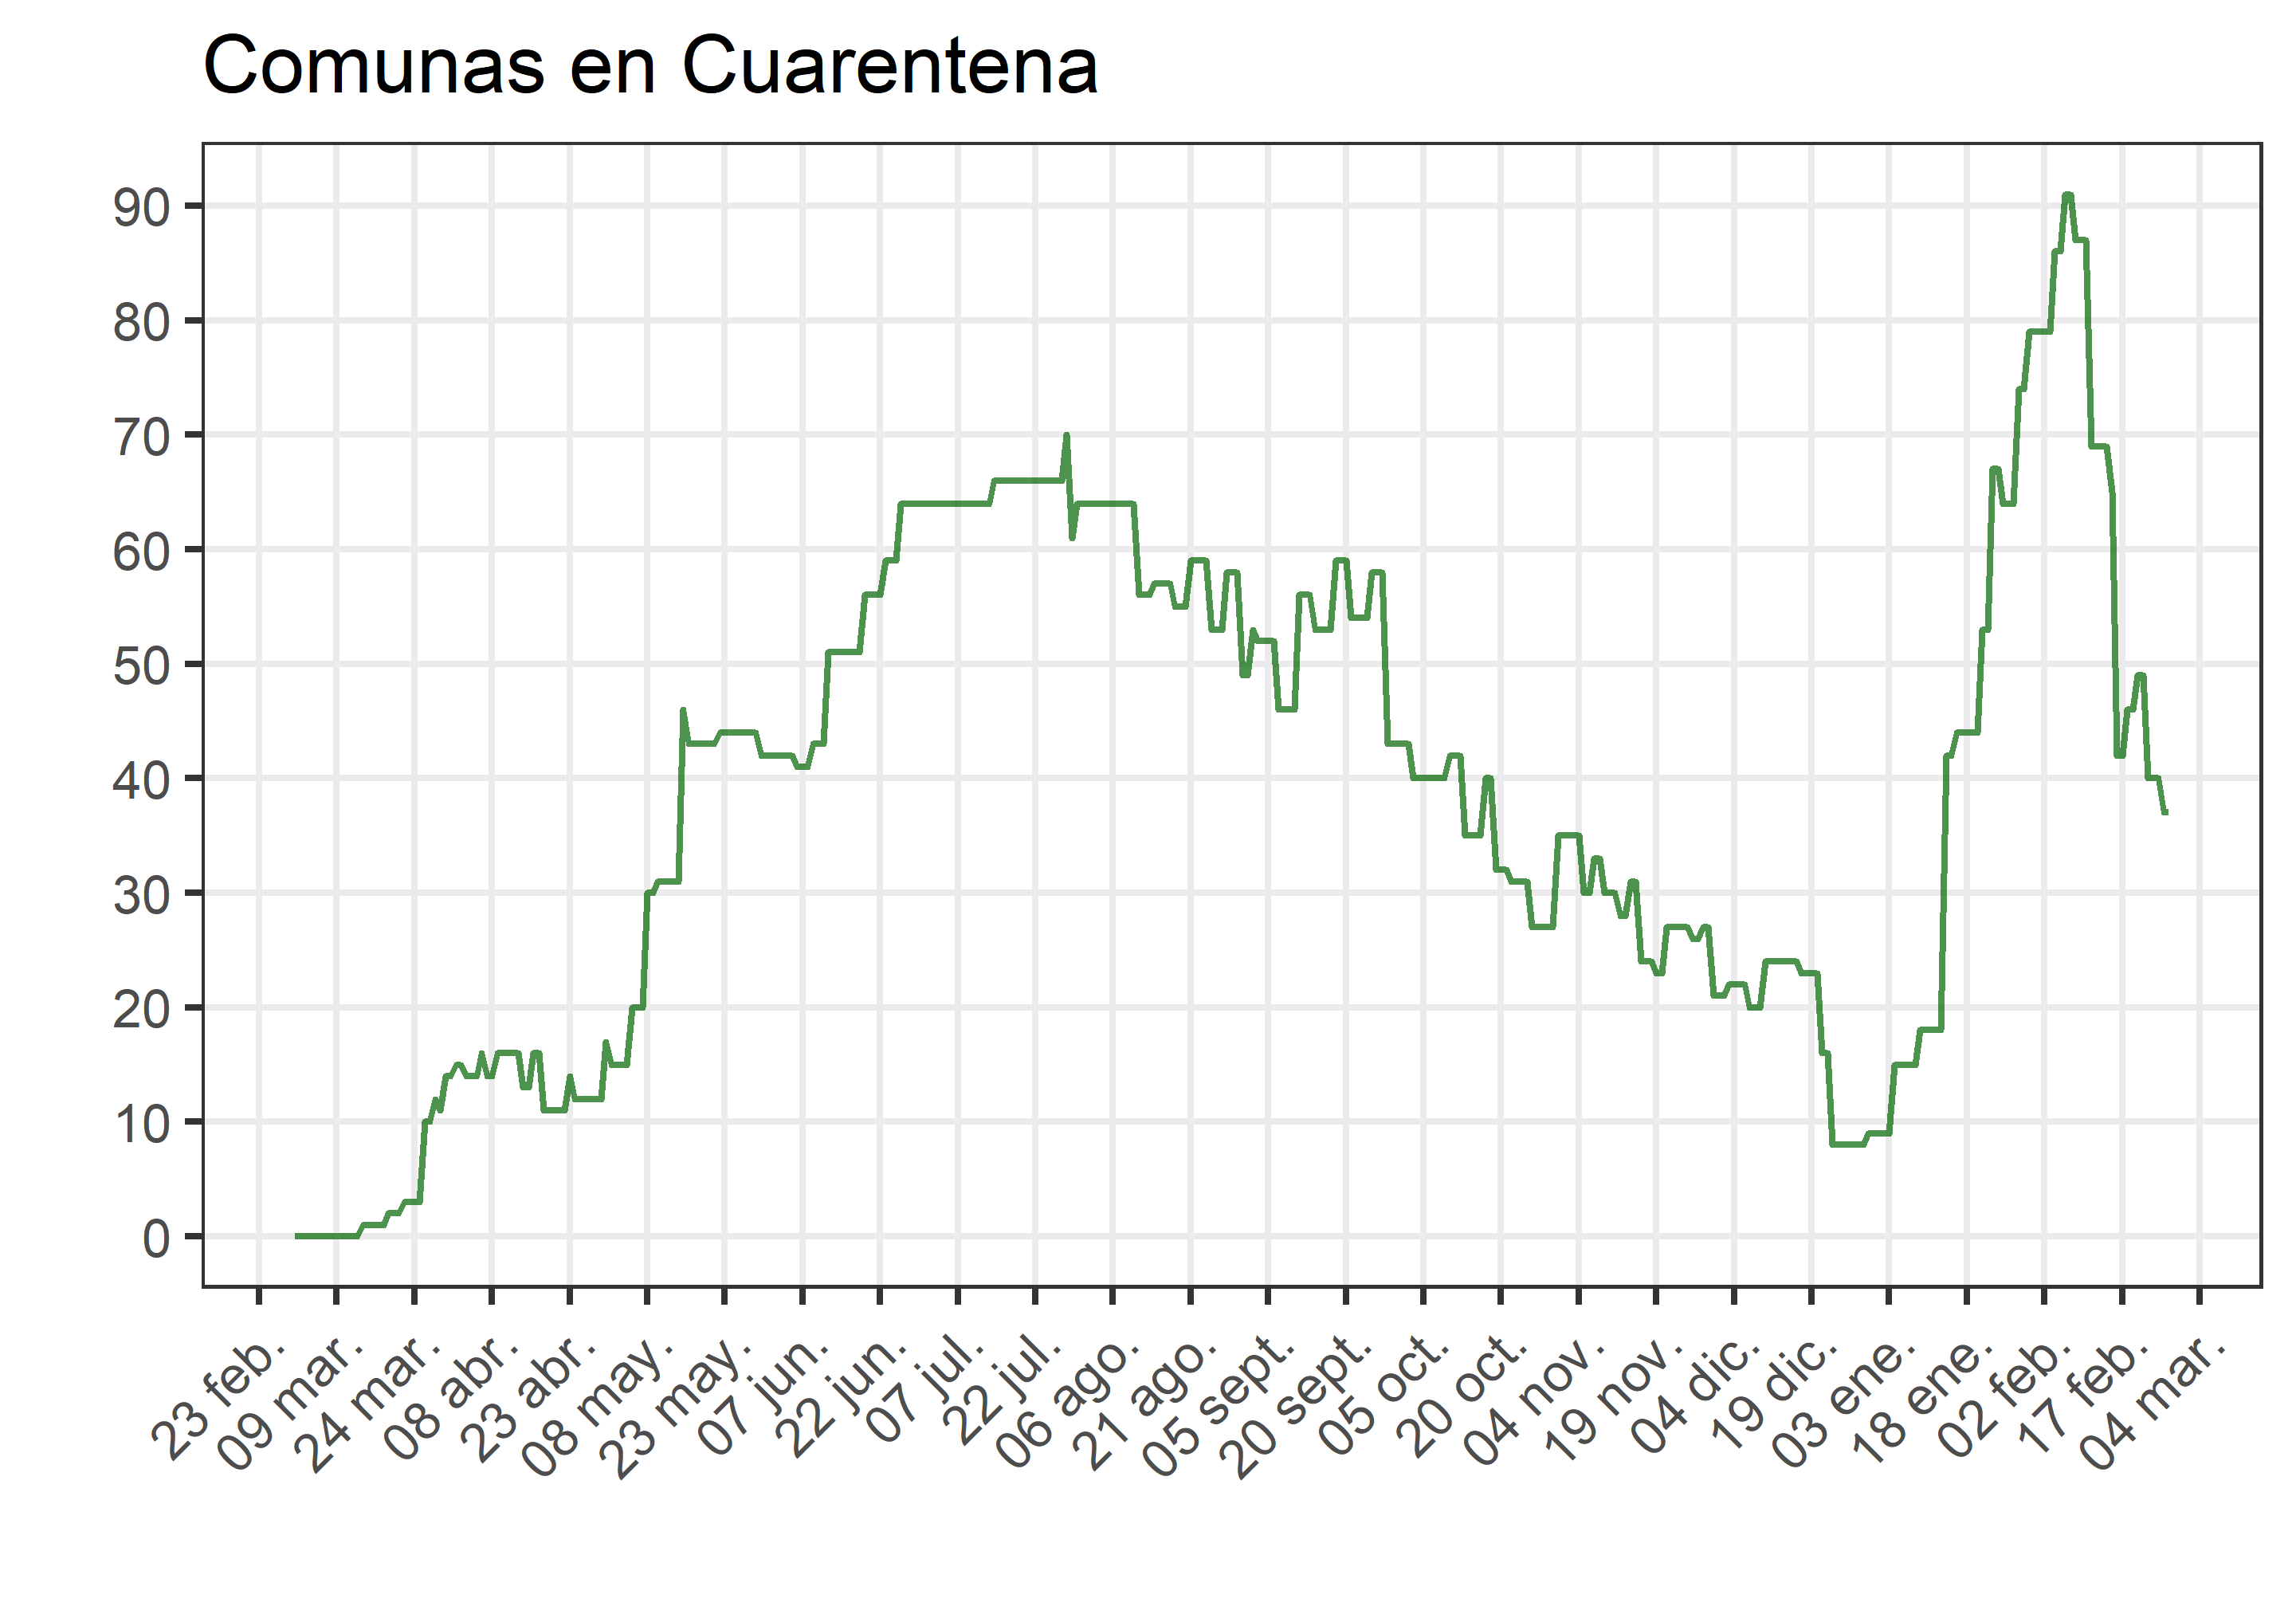 Comunas en Cuarentena
90
80
70
60
50
40
30
20
10
0
23 feb.
09 mar.
24 mar.
08 abr.
23 abr.
08 may.
23 may.
07 jun.
22 jun.
07 jul.
22 jul.
06 ago.
21 ago.
05 sept.
20 sept.
05 oct.
20 oct.
04 nov.
19 nov.
04 dic.
19 dic.
03 ene.
18 ene.
02 feb.
17 feb.
04 mar.